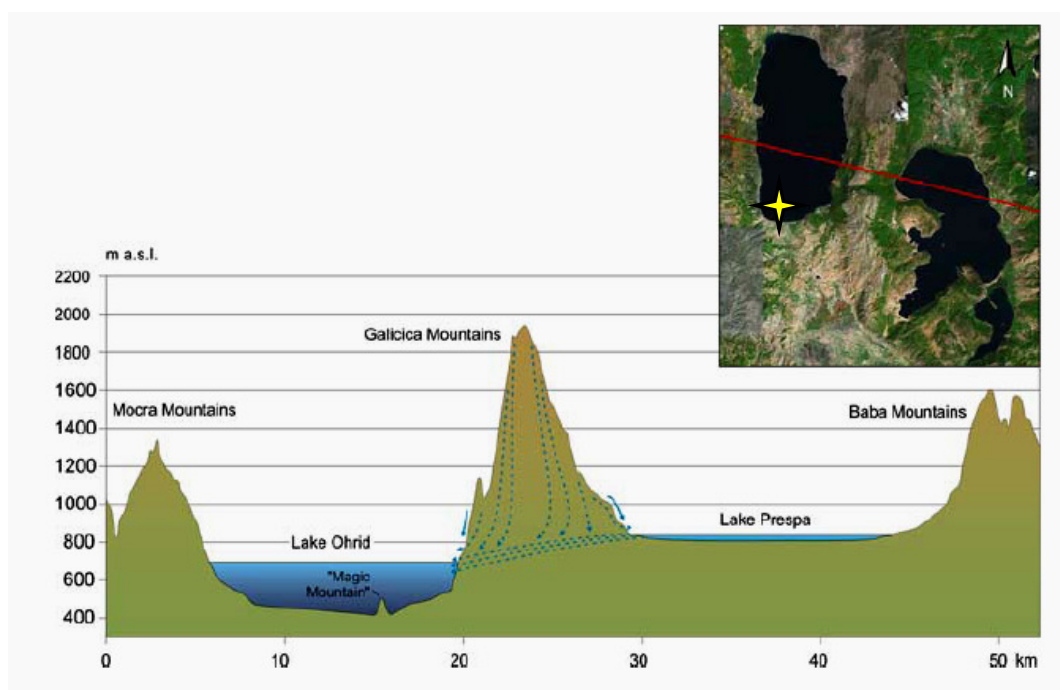 N
m a.s.l.
2200
2000
Galicica Mountains
1800
1600
Mocra Mountains
Baba Mountains
1400
1200
1000
Lake Prespa
800
Lake Ohrid
600
"Magic
Mountain"
400
0 10 20 30 40 50 km